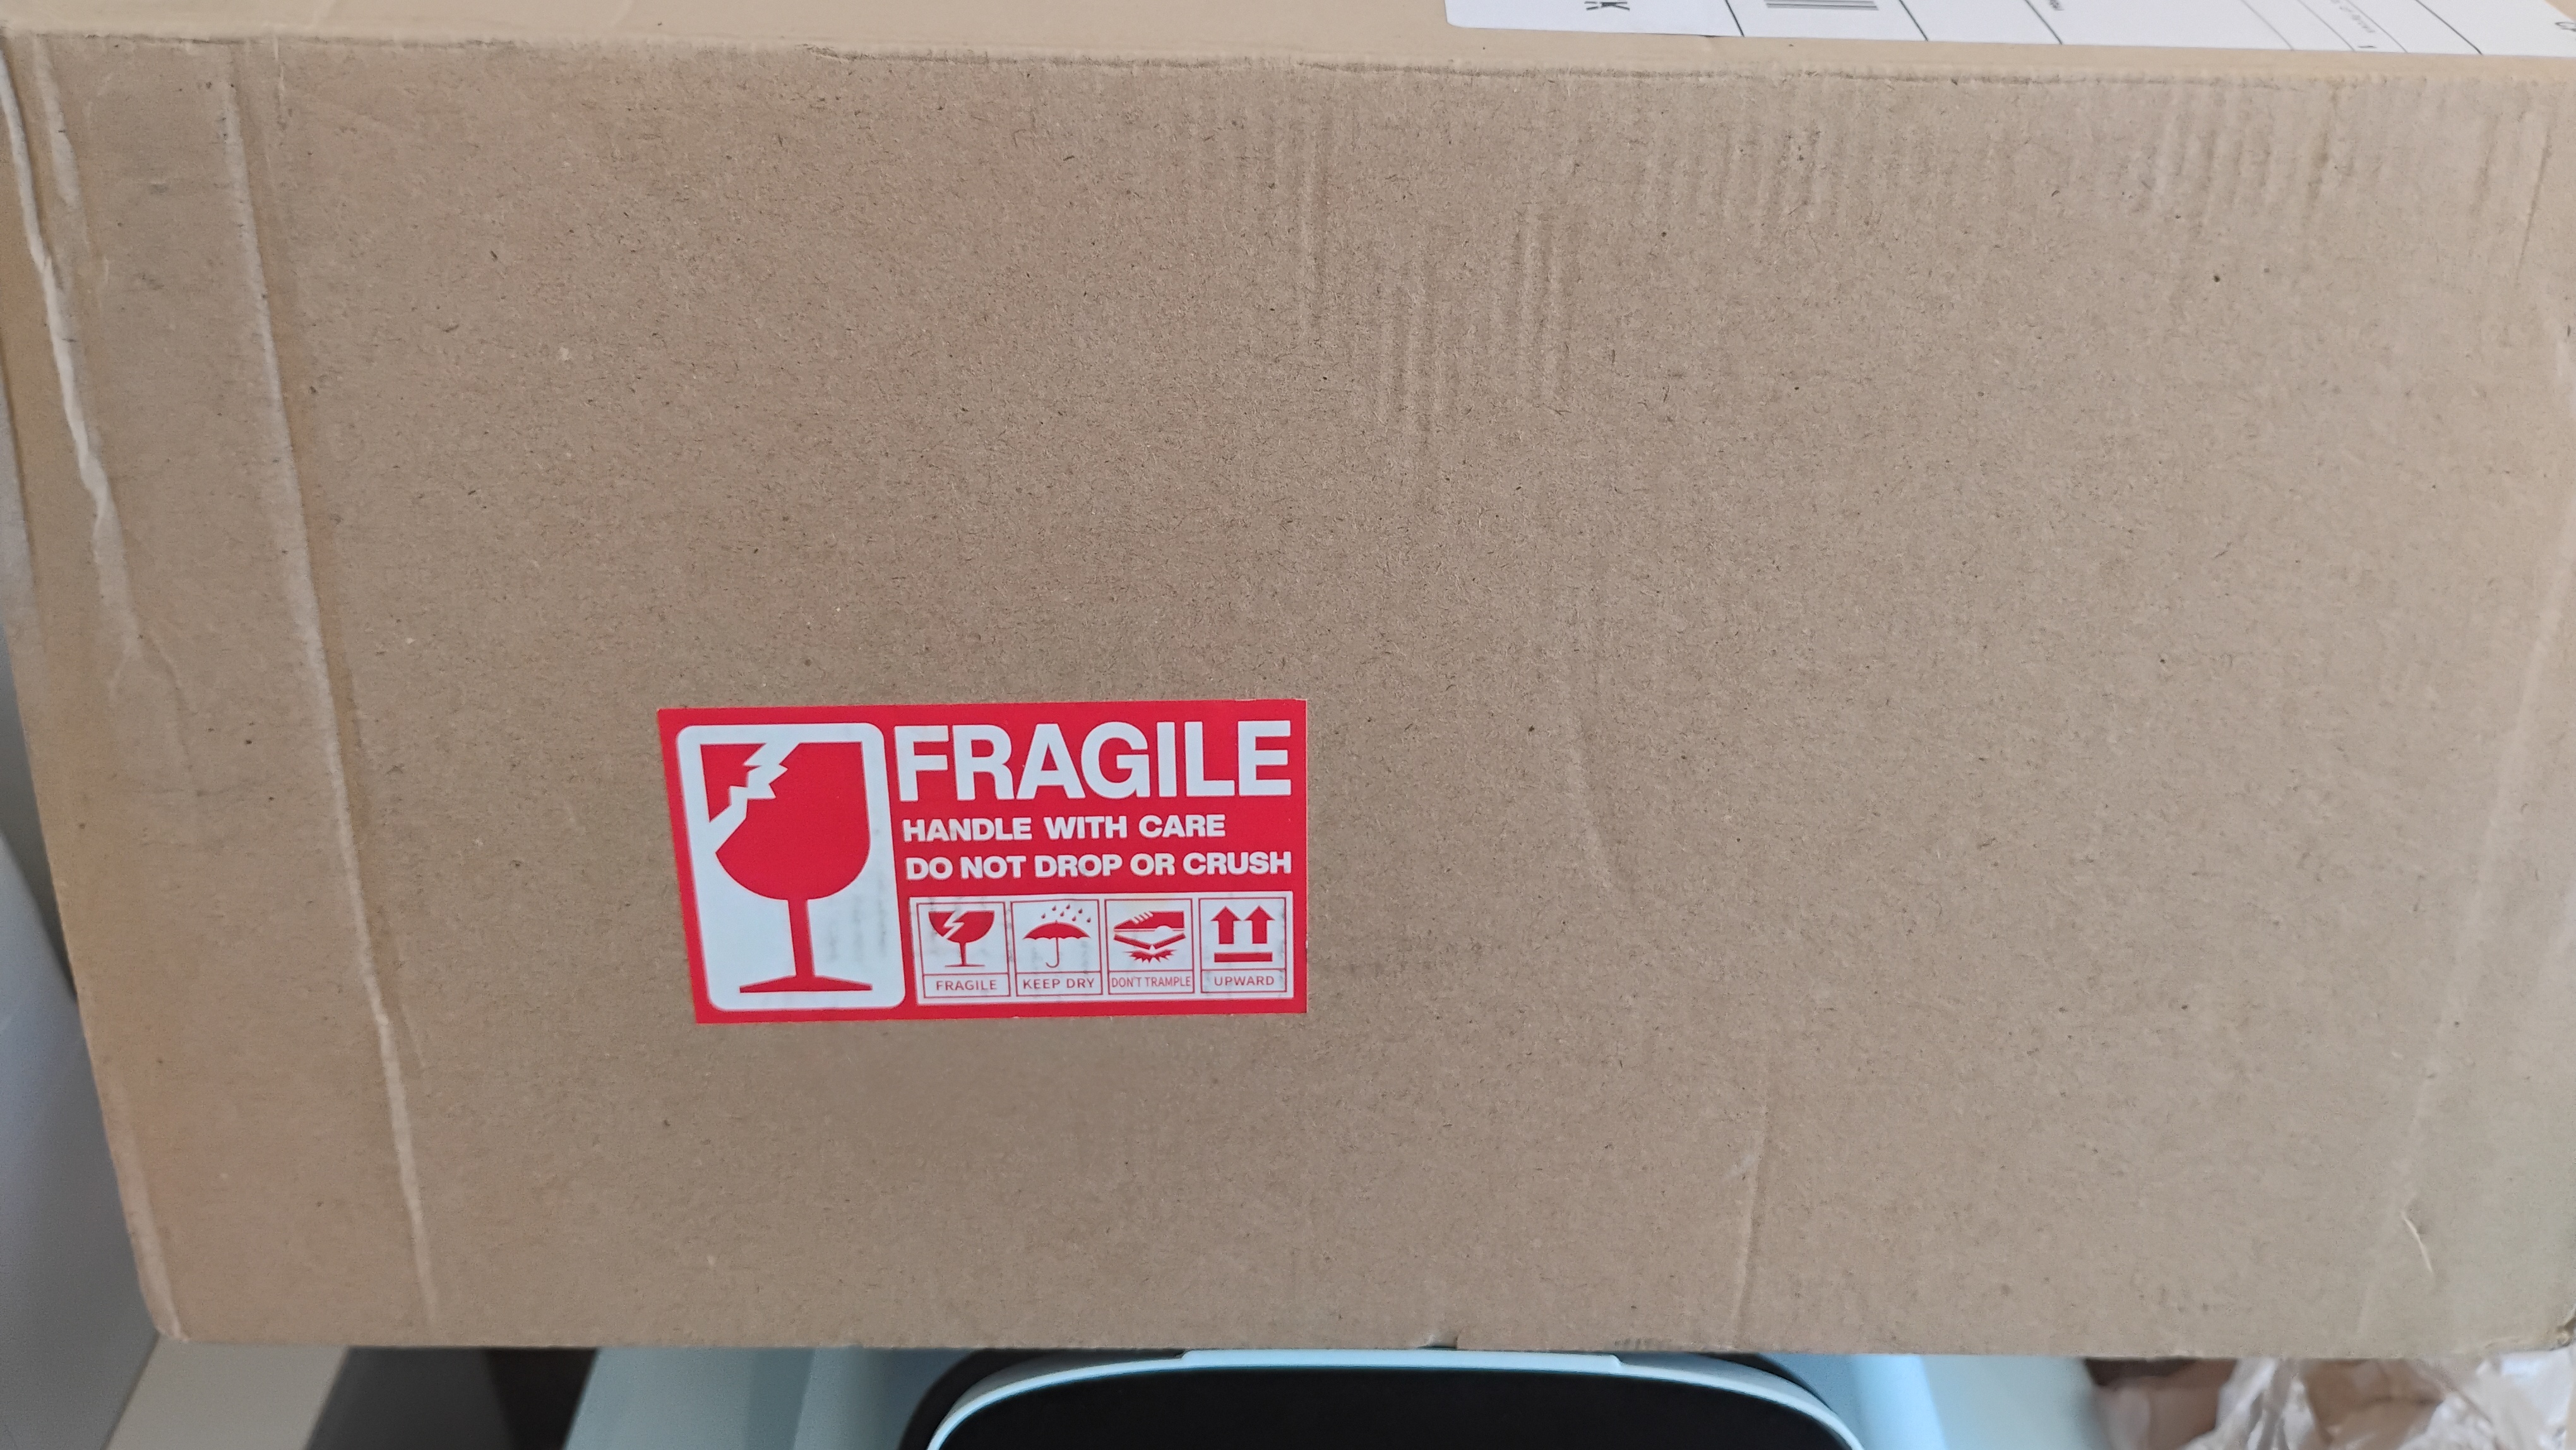 FRAGILE
HANDLE WITH CARE
DO NOT DROP OR CRUSH
FRAGILE
KEEP DRY
DON'T TRAMPLE
UPWARD